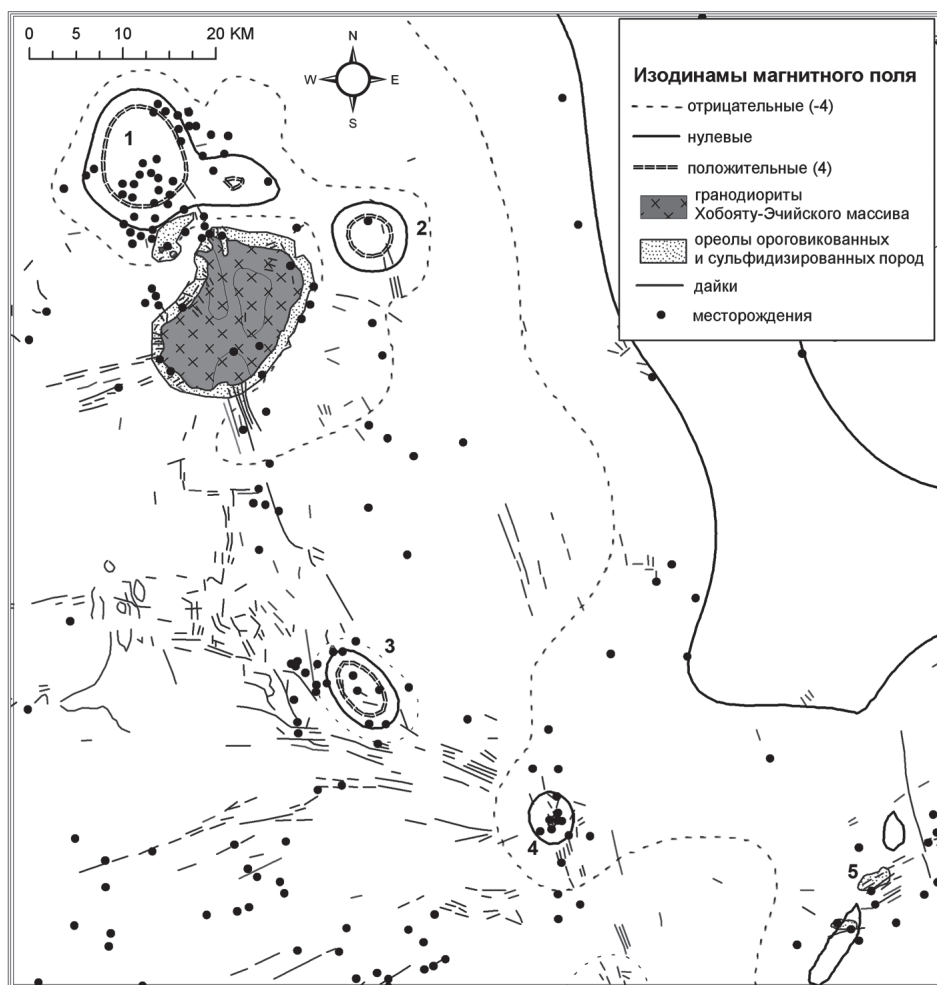 0 5 10 20 КМ
N
W E
S
Изодинамы магнитного поля
отрицательные (-4)
нулевые
положительные (4)
гранодиориты
Хобояту-Эчийского массива
ореолы ороговикованных
и сульфидизированных пород
дайки
месторождения
1
2
3
4
5